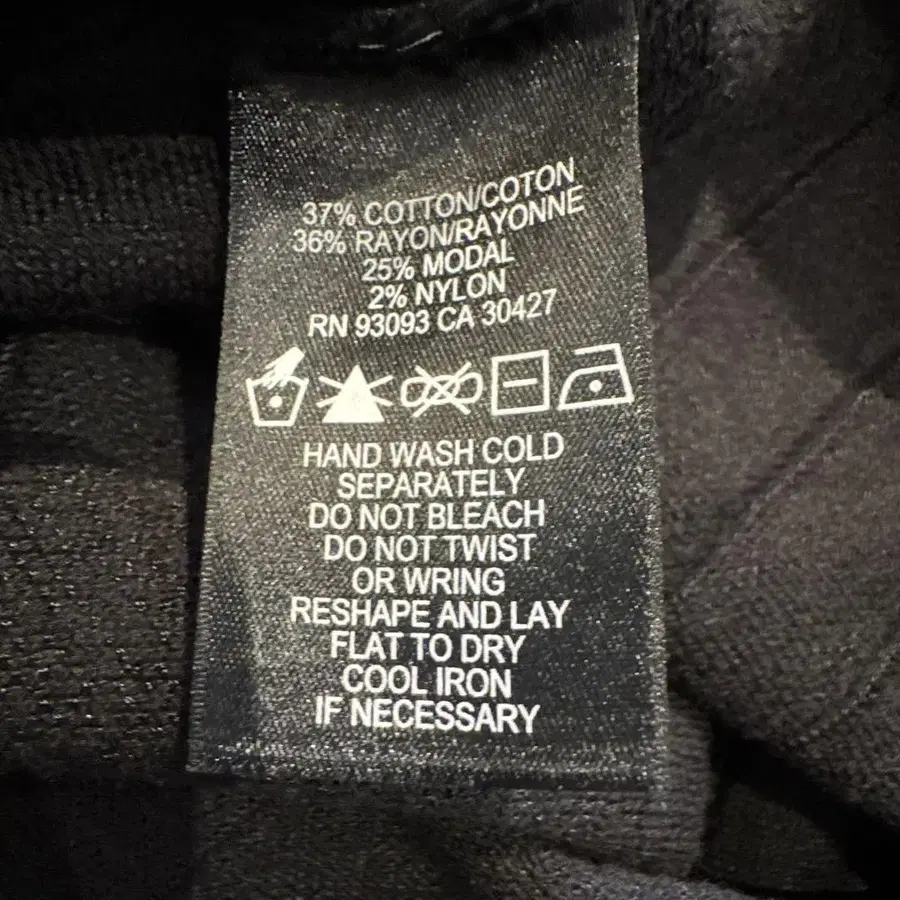 37% COTTON/COTON
36% RAYON/RAYONNE
25% MODAL
2% NYLON
RN 93093 CA 30427
HAND WASH COLD
SEPARATELY
DO NOT BLEACH
DO NOT TWIST
OR WRING
RESHAPE AND LAY
FLAT TO DRY
COOL IRON
IF NECESSARY